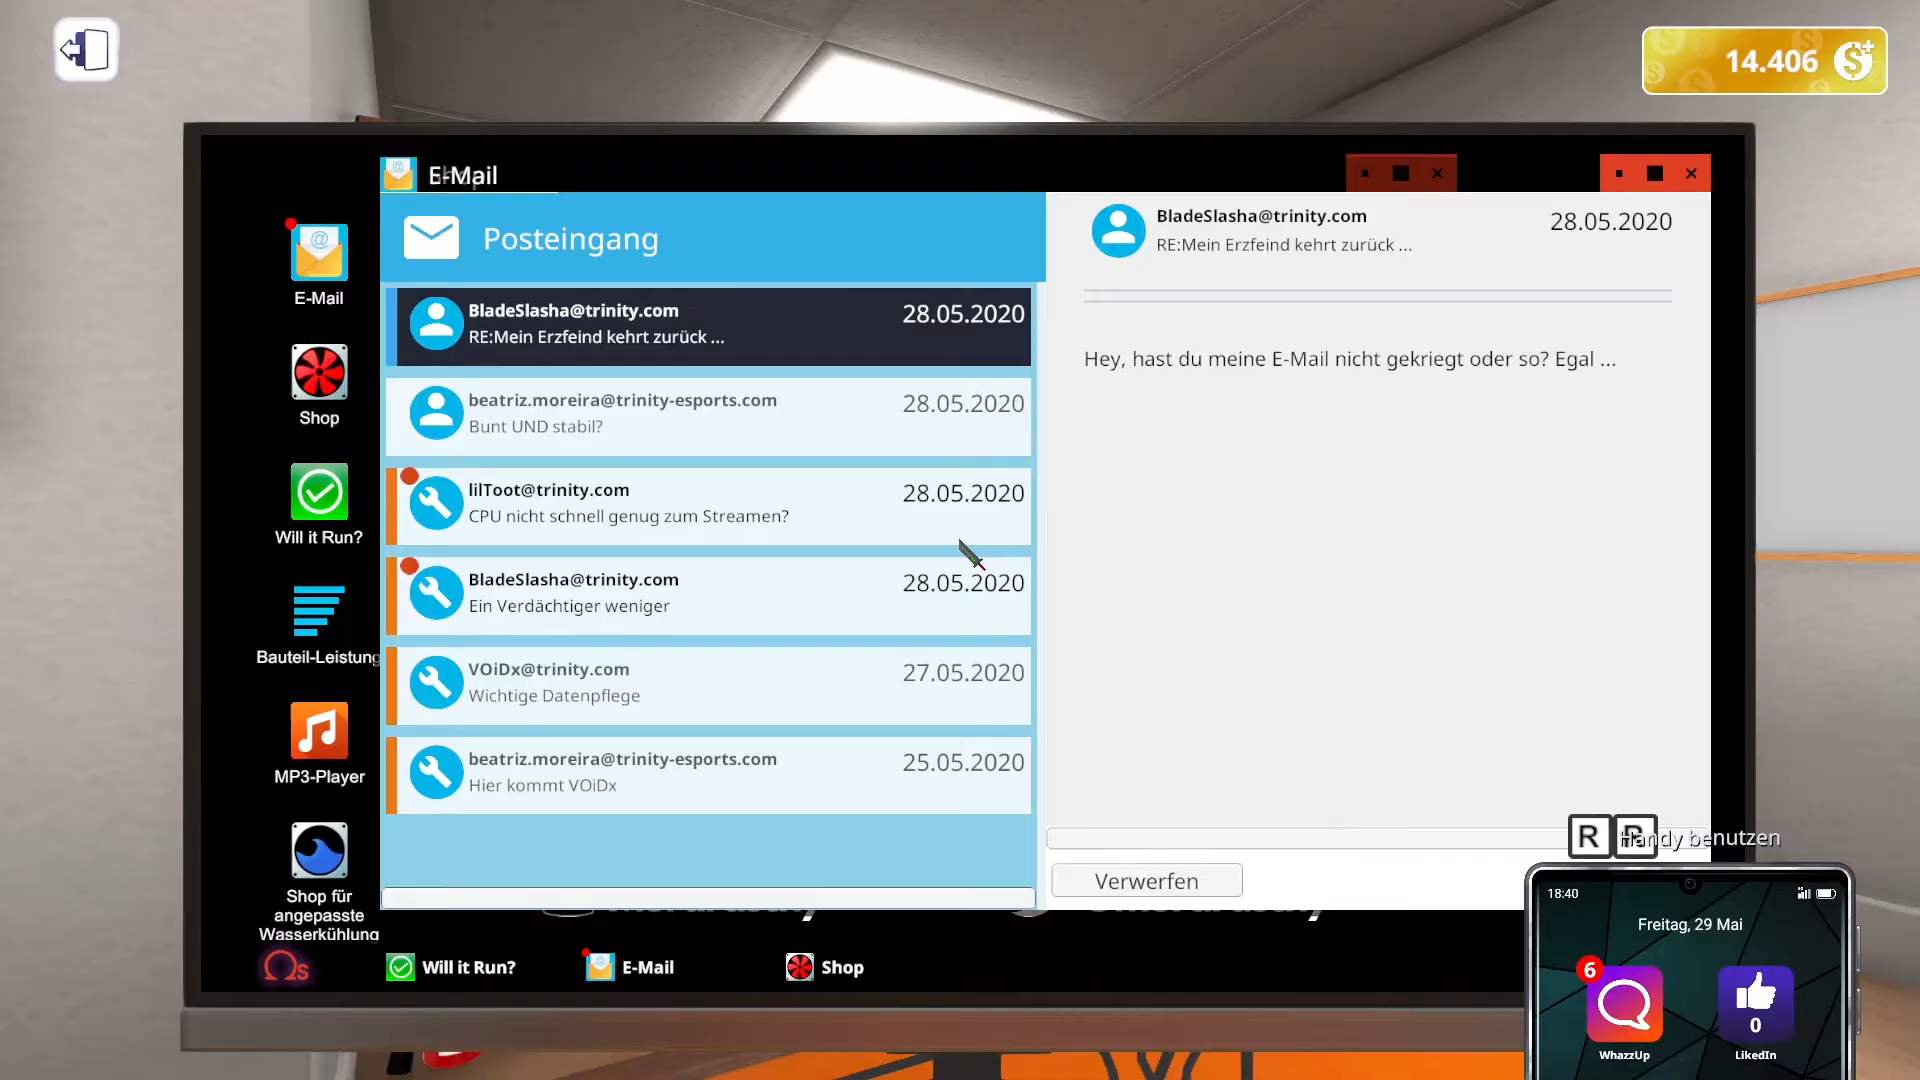 14.406
E-Mail
Posteingang
BladeSlasha@trinity.com
28.05.2020
RE:Mein Erzfeind kehrt zurück ...
beatriz.moreira@trinity-esports.com
28.05.2020
Bunt UND stabil?
lilToot@trinity.com
28.05.2020
CPU nicht schnell genug zum Streamen?
BladeSlasha@trinity.com
28.05.2020
Ein Verdächtiger weniger
VOiDx@trinity.com
27.05.2020
Wichtige Datenpflege
beatriz.moreira@trinity-esports.com
25.05.2020
Hier kommt VOiDx
BladeSlasha@trinity.com
28.05.2020
RE:Mein Erzfeind kehrt zurück ...
Hey, hast du meine E-Mail nicht gekriegt oder so? Egal ...
Verwerfen
E-Mail
Shop
Will it Run?
Bauteil-Leistung
MP3-Player
Shop für
angepasste
Wasserkühlung
Ωs
Will it Run?
E-Mail
Shop
R
R
Handy benutzen
18:40
Freitag, 29 Mai
6
WhazzUp
0
LikedIn